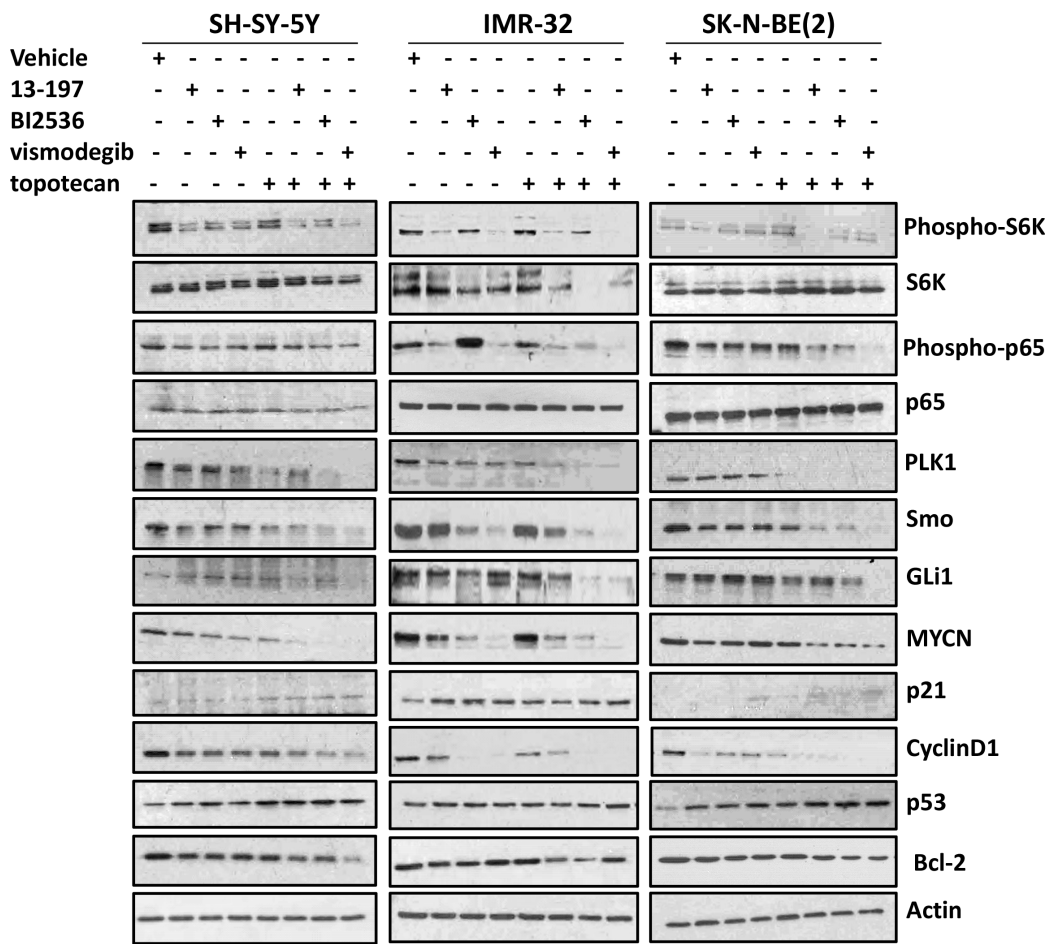 SH-SY-5Y IMR-32 SK-N-BE(2)
Vehicle + - - - - - - - + - - - - - - - + - - - - - - -
13-197 - + - - - + - - - + - - - + - - - + - - - + - -
BI2536 - - + - - - + - - - + - - - + - - - + - - - + -
vismodegib - - - + - - - + - - - + - - - + - - - + - - - +
topotecan - - - - + + + + - - - - + + + + - - - - + + + +
Phospho-S6K
S6K
Phospho-p65
p65
PLK1
Smo
GLi1
MYCN
p21
CyclinD1
p53
Bcl-2
Actin